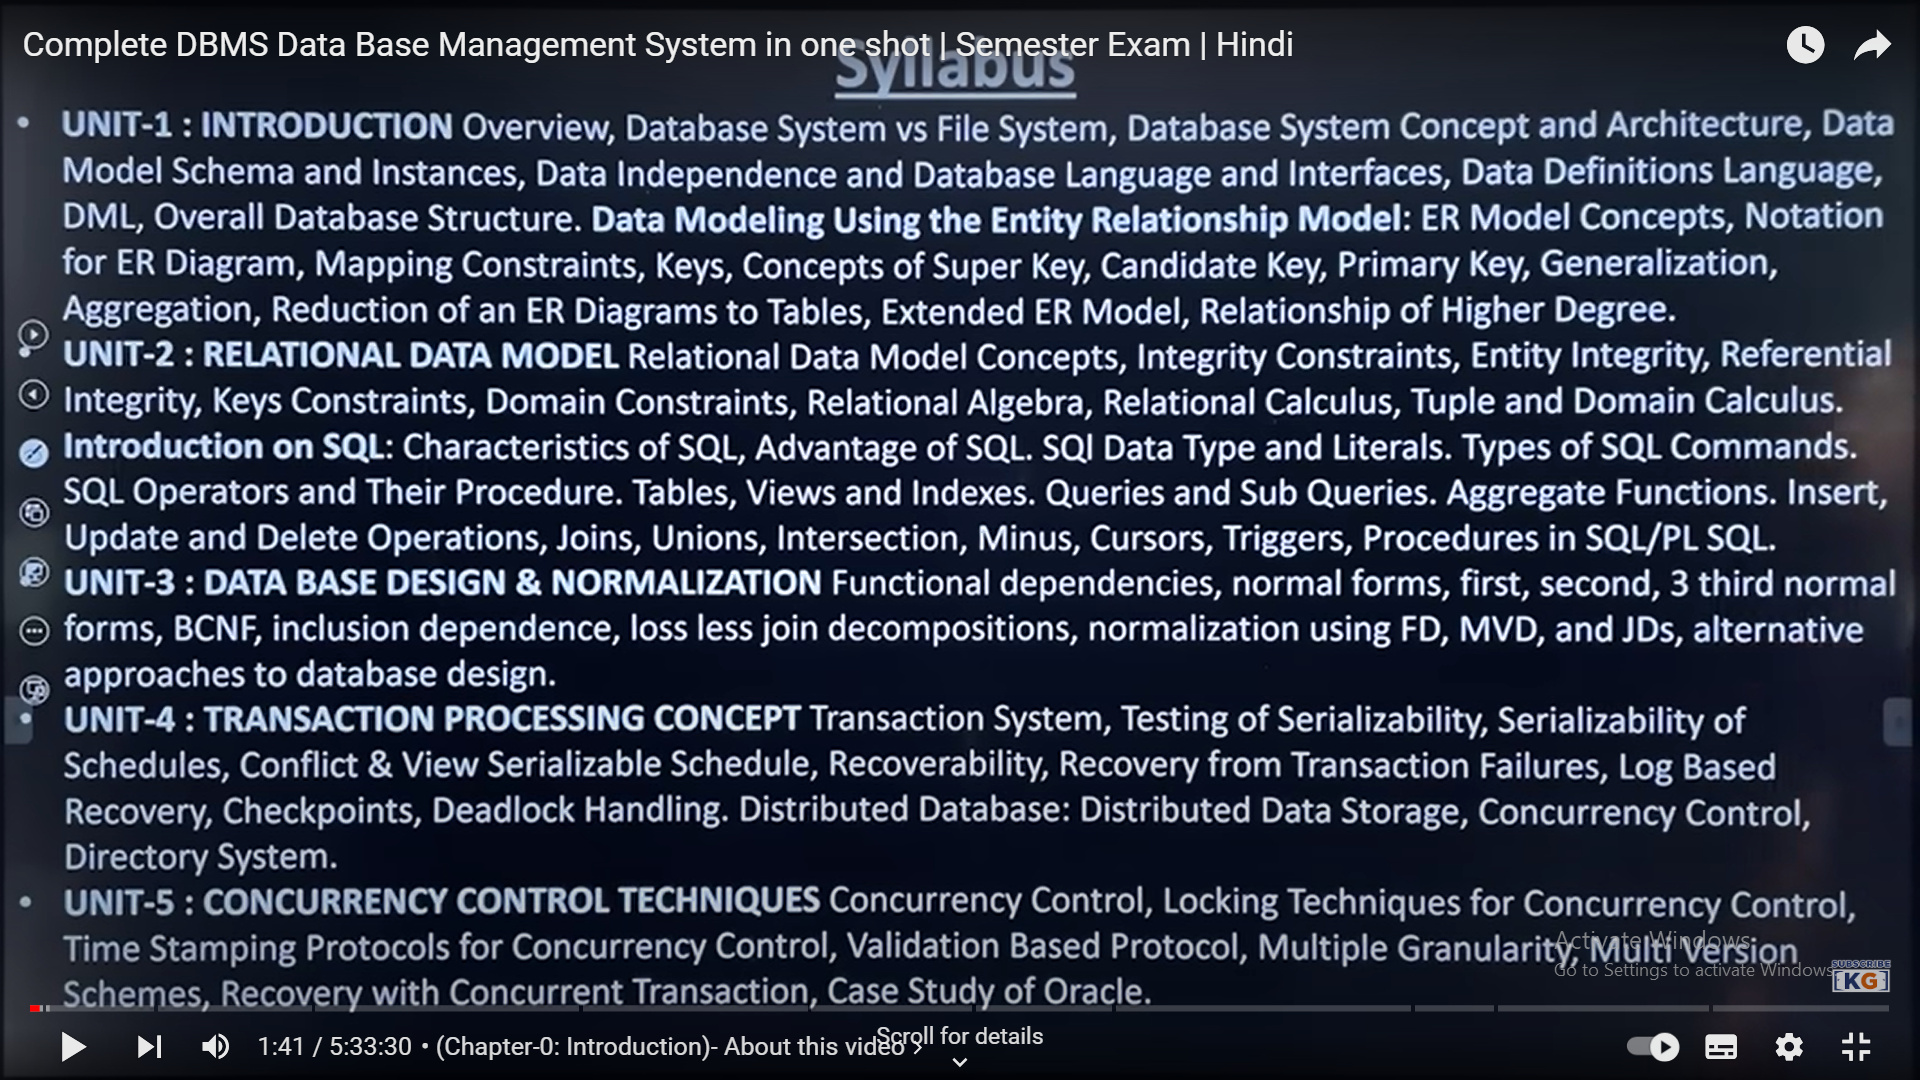 Complete DBMS Data Base Management System in one shot | Semester Exam | Hindi
Syllabus
• UNIT-1 : INTRODUCTION Overview, Database System vs File System, Database System Concept and Architecture, Data
Model Schema and Instances, Data Independence and Database Language and Interfaces, Data Definitions Language,
DML, Overall Database Structure. Data Modeling Using the Entity Relationship Model: ER Model Concepts, Notation
for ER Diagram, Mapping Constraints, Keys, Concepts of Super Key, Candidate Key, Primary Key, Generalization,
Aggregation, Reduction of an ER Diagrams to Tables, Extended ER Model, Relationship of Higher Degree.
• UNIT-2 : RELATIONAL DATA MODEL Relational Data Model Concepts, Integrity Constraints, Entity Integrity, Referential
Integrity, Keys Constraints, Domain Constraints, Relational Algebra, Relational Calculus, Tuple and Domain Calculus.
Introduction on SQL: Characteristics of SQL, Advantage of SQL. SQl Data Type and Literals. Types of SQL Commands.
SQL Operators and Their Procedure. Tables, Views and Indexes. Queries and Sub Queries. Aggregate Functions. Insert,
Update and Delete Operations, Joins, Unions, Intersection, Minus, Cursors, Triggers, Procedures in SQL/PL SQL.
UNIT-3 : DATA BASE DESIGN & NORMALIZATION Functional dependencies, normal forms, first, second, 3 third normal
forms, BCNF, inclusion dependence, loss less join decompositions, normalization using FD, MVD, and JDs, alternative
approaches to database design.
• UNIT-4 : TRANSACTION PROCESSING CONCEPT Transaction System, Testing of Serializability, Serializability of
Schedules, Conflict & View Serializable Schedule, Recoverability, Recovery from Transaction Failures, Log Based
Recovery, Checkpoints, Deadlock Handling. Distributed Database: Distributed Data Storage, Concurrency Control,
Directory System.
• UNIT-5 : CONCURRENCY CONTROL TECHNIQUES Concurrency Control, Locking Techniques for Concurrency Control,
Time Stamping Protocols for Concurrency Control, Validation Based Protocol, Multiple Granularity, Multi Version
Schemes, Recovery with Concurrent Transaction, Case Study of Oracle.
Activate Windows
Go to Settings to activate Windows
SUBSCRIBE
KG
1:41 / 5:33:30 • (Chapter-0: Introduction)- About this video ›
Scroll for details